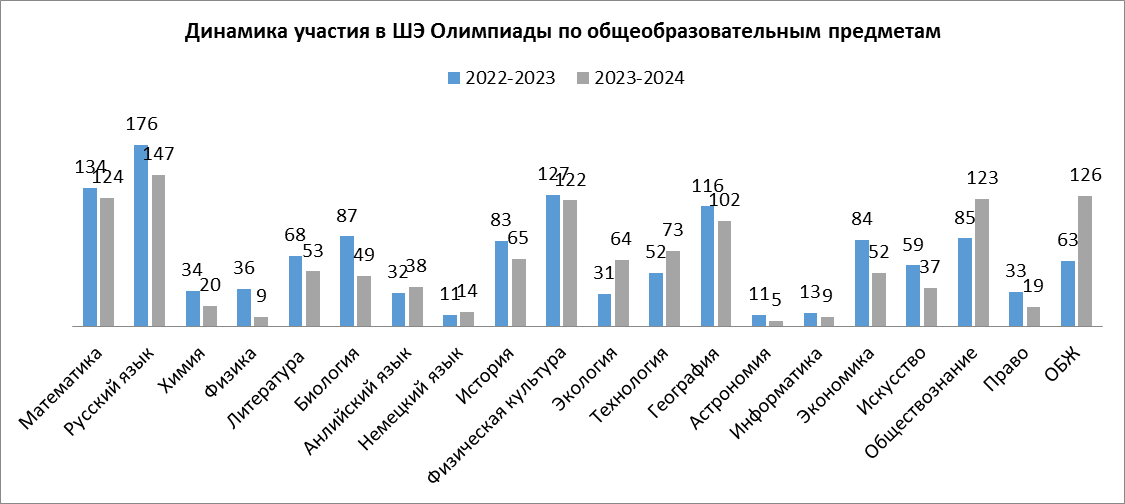 Динамика участия в ШЭ Олимпиады по общеобразовательным предметам
2022-2023 2023-2024
134 124 176 147 34 20 36 9 68 53 87 49 32 38 11 14 83 65 127 122 31 64 52 73 116 102 11 5 13 9 84 52 59 37 85 123 33 19 63 126
Математика
Русский язык
Химия
Физика
Литература
Биология
Анлийский язык
Немецкий язык
История
Физическая культура
Экология
Технология
География
Астрономия
Информатика
Экономика
Искусство
Обществознание
Право
ОБЖ